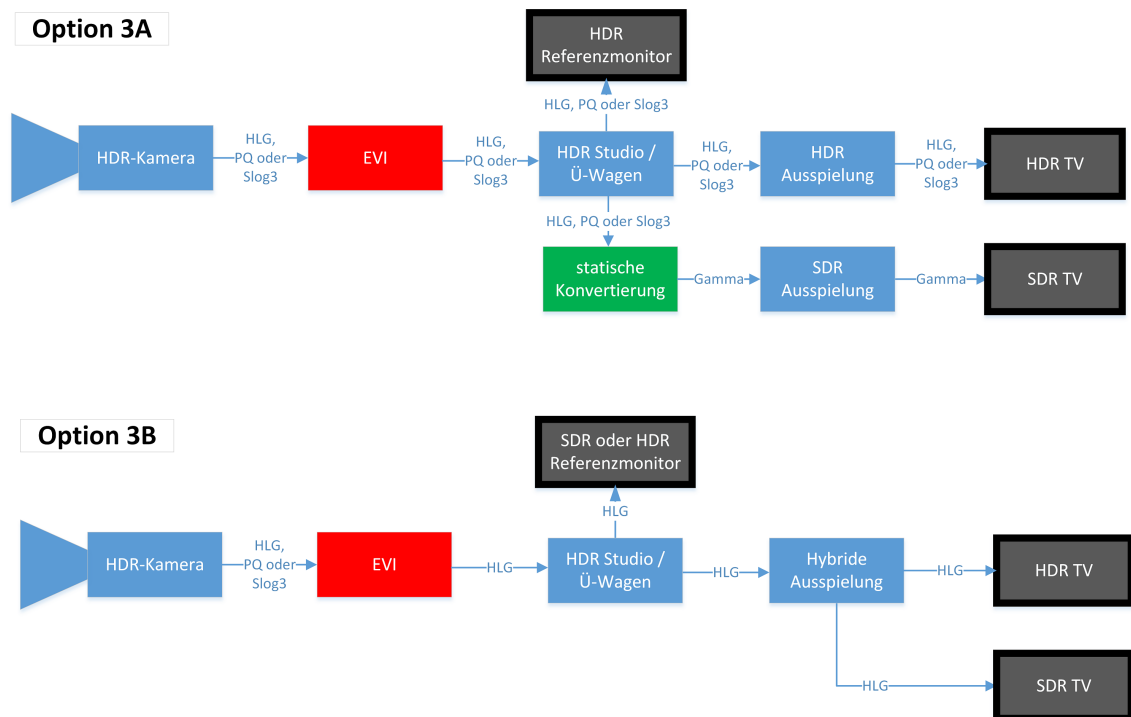 Option 3A
HDR
Referenzmonitor
HLG, PQ oder Slog3
HDR-Kamera
HLG,
PQ oder
Slog3
EVI
HLG,
PQ oder
Slog3
HDR Studio /
Ü-Wagen
HLG,
PQ oder
Slog3
HDR
Ausspielung
HLG,
PQ oder
Slog3
HDR TV
HLG, PQ oder Slog3
statische
Konvertierung
Gamma
SDR
Ausspielung
Gamma
SDR TV
Option 3B
SDR oder HDR
Referenzmonitor
HLG
HDR-Kamera
HLG,
PQ oder
Slog3
EVI
HLG
HDR Studio /
Ü-Wagen
HLG
Hybride
Ausspielung
HLG
HDR TV
HLG
SDR TV